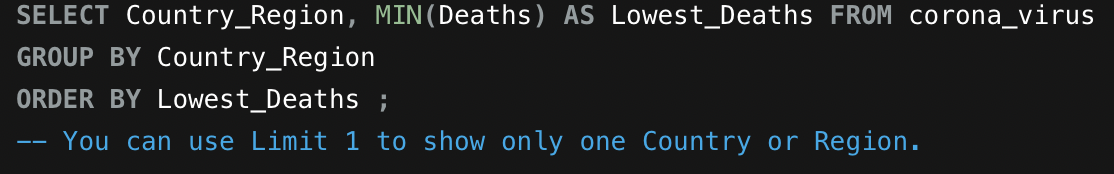 SELECT Country_Region, MIN(Deaths) AS Lowest_Deaths FROM corona_virus
GROUP BY Country_Region
ORDER BY Lowest_Deaths ;
-- You can use Limit 1 to show only one Country or Region.